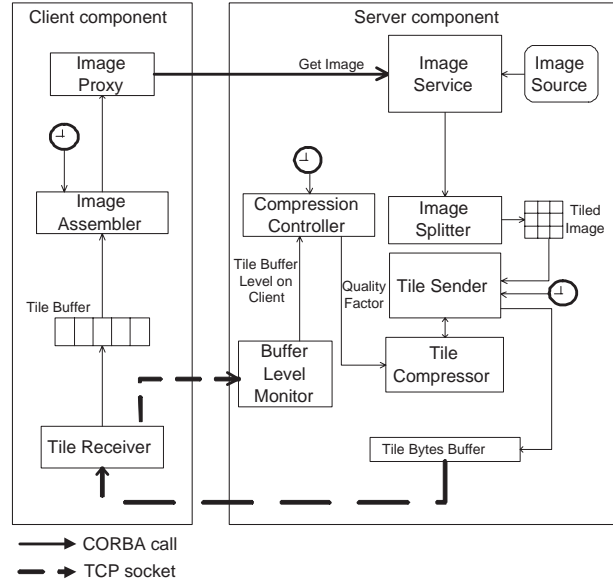 Client component
Server component
Image
Proxy
Get Image
Image
Service
Image
Source
Image
Assembler
Compression
Controller
Image
Splitter
Tiled
Image
Tile Buffer
Level on
Client
Quality
Factor
Tile Sender
Tile Buffer
Buffer
Level
Monitor
Tile
Compressor
Tile Receiver
Tile Bytes Buffer
CORBA call
TCP socket